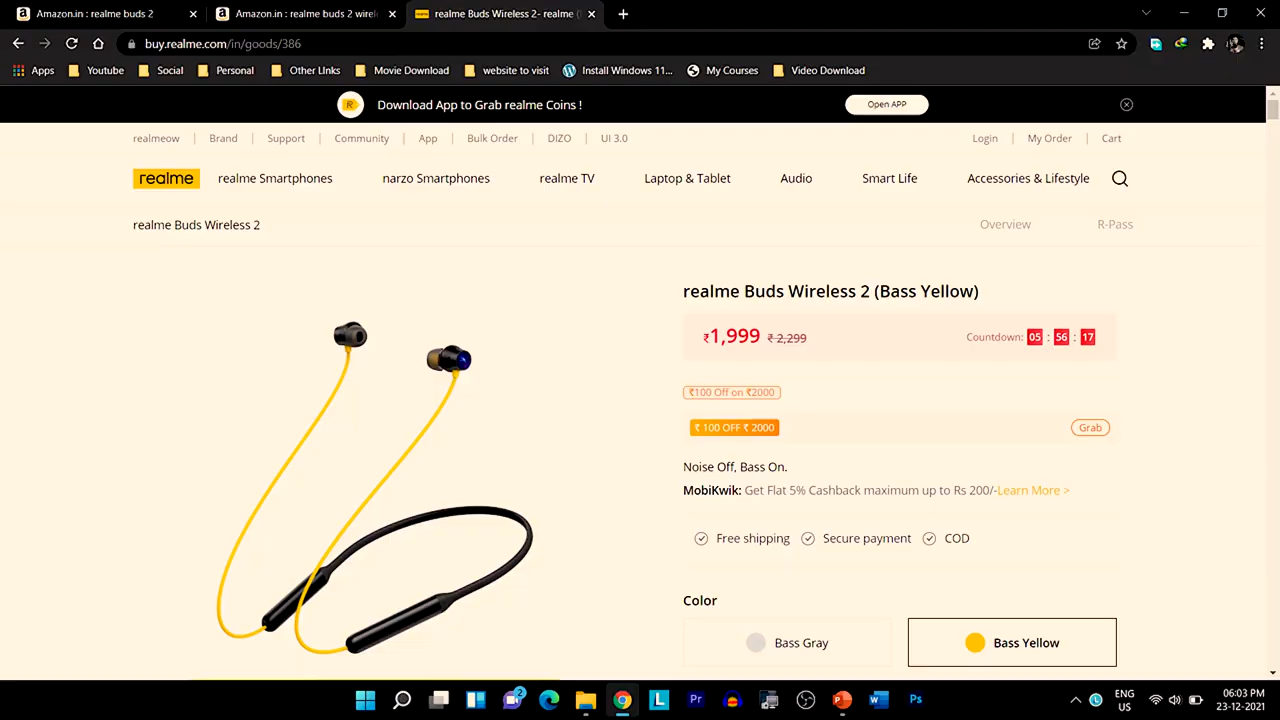 Amazon.in : realme buds 2
Amazon.in : realme buds 2 wirel
realme Buds Wireless 2- realme (
buy.realme.com/in/goods/386
Apps
Youtube
Social
Personal
Other LInks
Movie Download
website to visit
Install Windows 11...
My Courses
Video Download
Download App to Grab realme Coins !
Open APP
realmeow
Brand
Support
Community
App
Bulk Order
DIZO
UI 3.0
Login
My Order
Cart
realme
realme Smartphones
narzo Smartphones
realme TV
Laptop & Tablet
Audio
Smart Life
Accessories & Lifestyle
realme Buds Wireless 2
Overview
R-Pass
realme Buds Wireless 2 (Bass Yellow)
₹1,999 ₹ 2,299
Countdown: 05 : 56 : 17
₹100 Off on ₹2000
₹ 100 OFF ₹ 2000
Grab
Noise Off, Bass On.
MobiKwik: Get Flat 5% Cashback maximum up to Rs 200/-Learn More >
Free shipping
Secure payment
COD
Color
Bass Gray
Bass Yellow
2
L
Pr
P
W
Ps
ENG
US
06:03 PM
23-12-2021